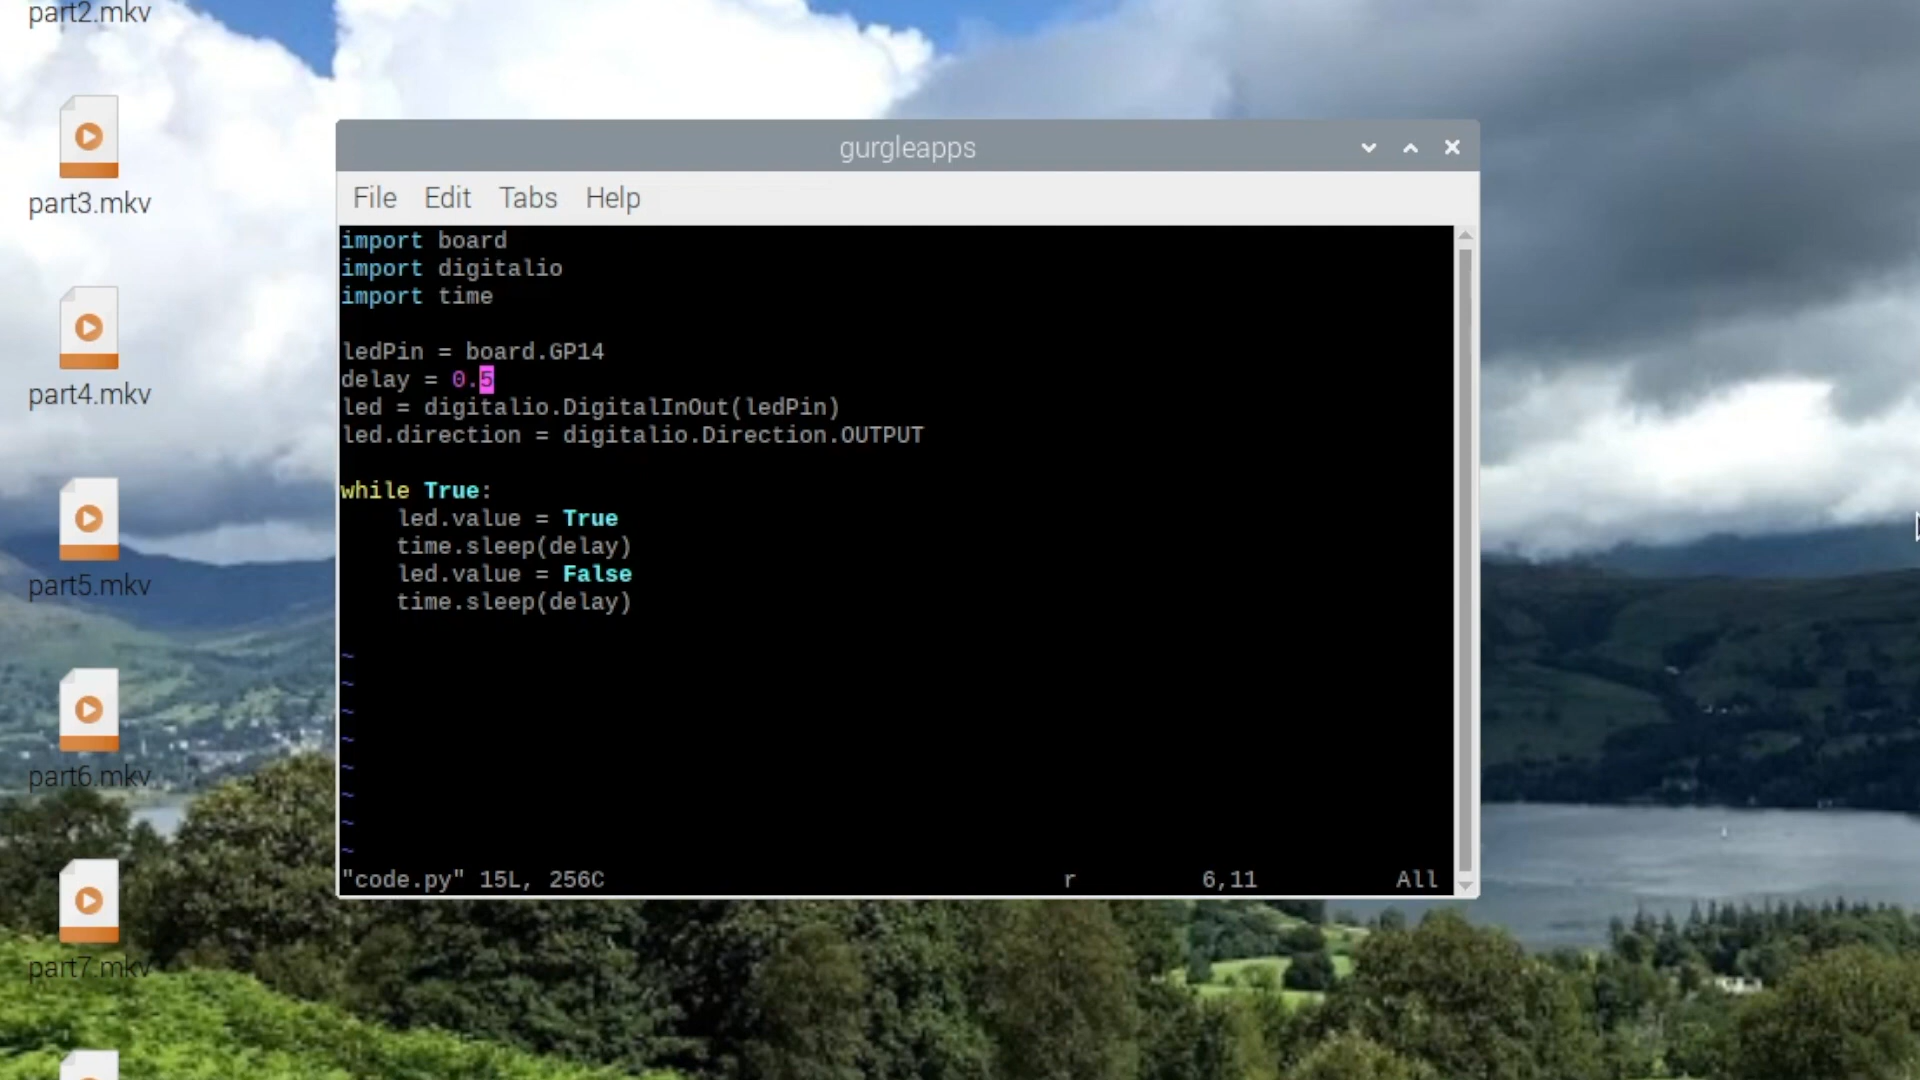 part2.mkv
part3.mkv
part4.mkv
part5.mkv
part6.mkv
part7.mkv
gurgleapps
File Edit Tabs Help
import board
import digitalio
import time
ledPin = board.GP14
delay = 0.5
led = digitalio.DigitalInOut(ledPin)
led.direction = digitalio.Direction.OUTPUT
while True:
    led.value = True
    time.sleep(delay)
    led.value = False
    time.sleep(delay)
~
~
~
~
~
~
~
~
"code.py" 15L, 256C r 6,11 All